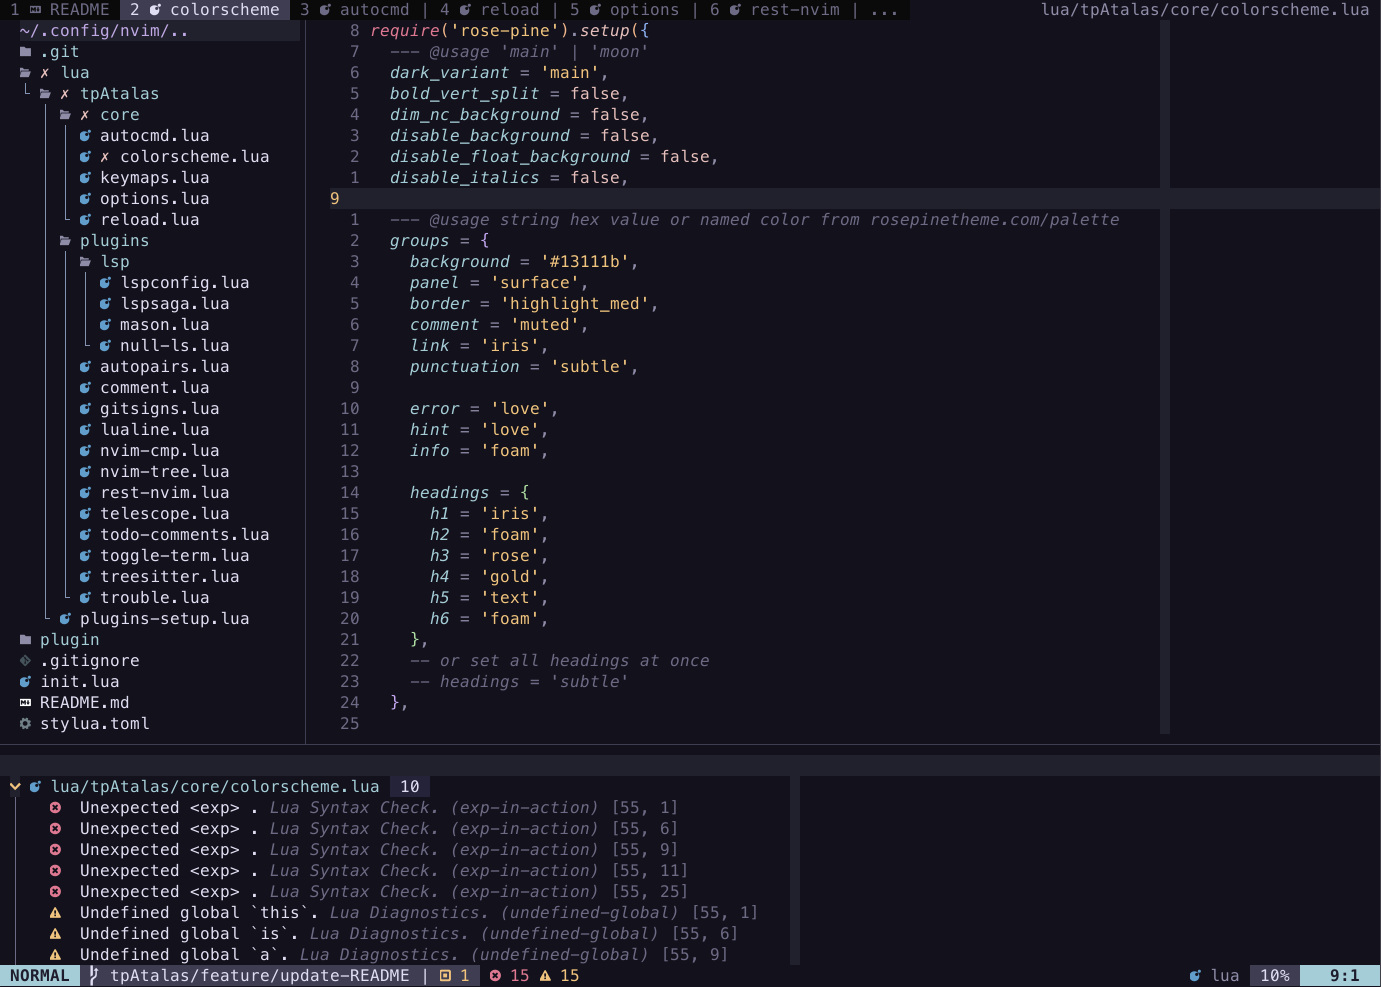 1 README 2 colorscheme 3 autocmd | 4 reload | 5 options | 6 rest-nvim | ... lua/tpAtalas/core/colorscheme.lua
~/.config/nvim/..
.git
✗ lua
✗ tpAtalas
✗ core
autocmd.lua
✗ colorscheme.lua
keymaps.lua
options.lua
reload.lua
plugins
lsp
lspconfig.lua
lspsaga.lua
mason.lua
null-ls.lua
autopairs.lua
comment.lua
gitsigns.lua
lualine.lua
nvim-cmp.lua
nvim-tree.lua
rest-nvim.lua
telescope.lua
todo-comments.lua
toggle-term.lua
treesitter.lua
trouble.lua
plugins-setup.lua
plugin
.gitignore
init.lua
README.md
stylua.toml
8 require('rose-pine').setup({
7 --- @usage 'main' | 'moon'
6 dark_variant = 'main',
5 bold_vert_split = false,
4 dim_nc_background = false,
3 disable_background = false,
2 disable_float_background = false,
1 disable_italics = false,
9
1 --- @usage string hex value or named color from rosepinetheme.com/palette
2 groups = {
3 background = '#13111b',
4 panel = 'surface',
5 border = 'highlight_med',
6 comment = 'muted',
7 link = 'iris',
8 punctuation = 'subtle',
9
10 error = 'love',
11 hint = 'love',
12 info = 'foam',
13
14 headings = {
15 h1 = 'iris',
16 h2 = 'foam',
17 h3 = 'rose',
18 h4 = 'gold',
19 h5 = 'text',
20 h6 = 'foam',
21 },
22 -- or set all headings at once
23 -- headings = 'subtle'
24 },
25
lua/tpAtalas/core/colorscheme.lua 10
Unexpected <exp> . Lua Syntax Check. (exp-in-action) [55, 1]
Unexpected <exp> . Lua Syntax Check. (exp-in-action) [55, 6]
Unexpected <exp> . Lua Syntax Check. (exp-in-action) [55, 9]
Unexpected <exp> . Lua Syntax Check. (exp-in-action) [55, 11]
Unexpected <exp> . Lua Syntax Check. (exp-in-action) [55, 25]
Undefined global `this`. Lua Diagnostics. (undefined-global) [55, 1]
Undefined global `is`. Lua Diagnostics. (undefined-global) [55, 6]
Undefined global `a`. Lua Diagnostics. (undefined-global) [55, 9]
NORMAL tpAtalas/feature/update-README | 1 15 15 lua 10% 9:1